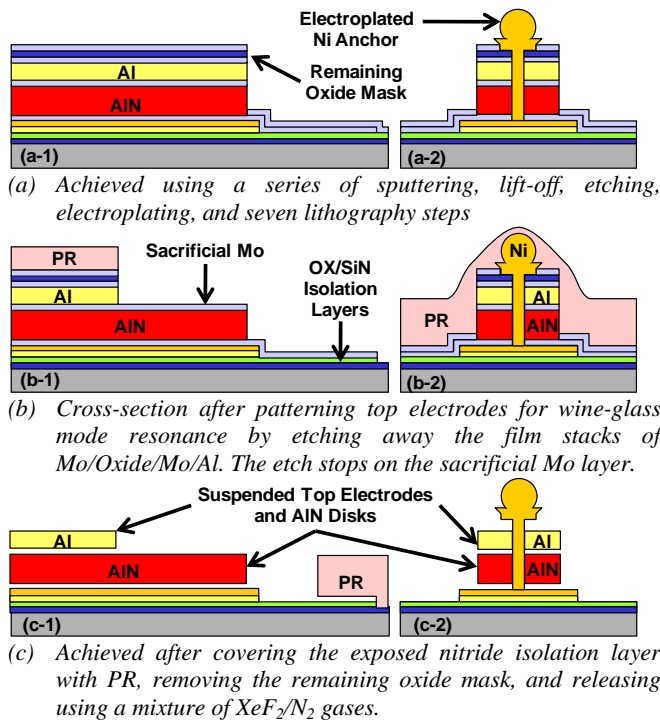 Electroplated
Ni Anchor
Remaining
Oxide Mask
Al
AlN
(a-1)
(a-2)
(a) Achieved using a series of sputtering, lift-off, etching,
electroplating, and seven lithography steps
PR
Sacrificial Mo
OX/SiN
Isolation
Layers
Al
AlN
(b-1)
Ni
Al
PR
AlN
(b-2)
(b) Cross-section after patterning top electrodes for wine-glass
mode resonance by etching away the film stacks of
Mo/Oxide/Mo/Al. The etch stops on the sacrificial Mo layer.
Suspended Top Electrodes
and AlN Disks
Al
AlN
PR
(c-1)
Al
AlN
(c-2)
(c) Achieved after covering the exposed nitride isolation layer
with PR, removing the remaining oxide mask, and releasing
using a mixture of XeF₂/N₂ gases.